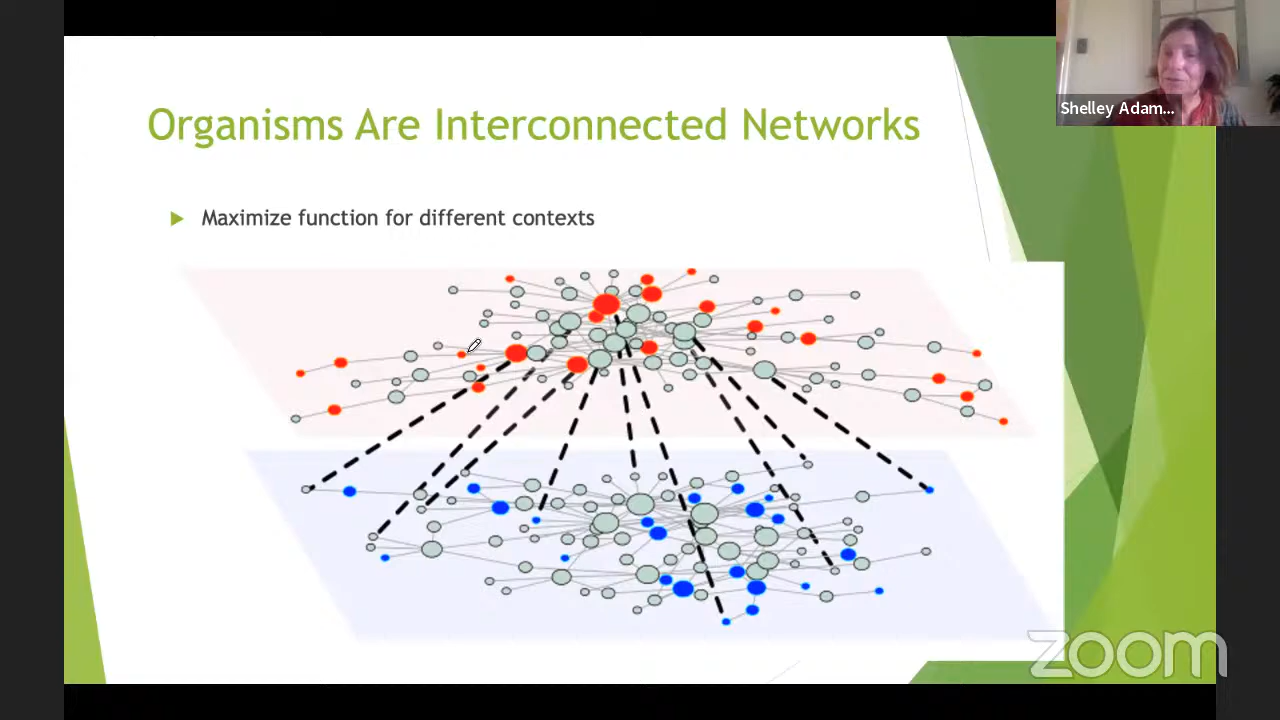 Shelley Adam...
Organisms Are Interconnected Networks
Maximize function for different contexts
zoom